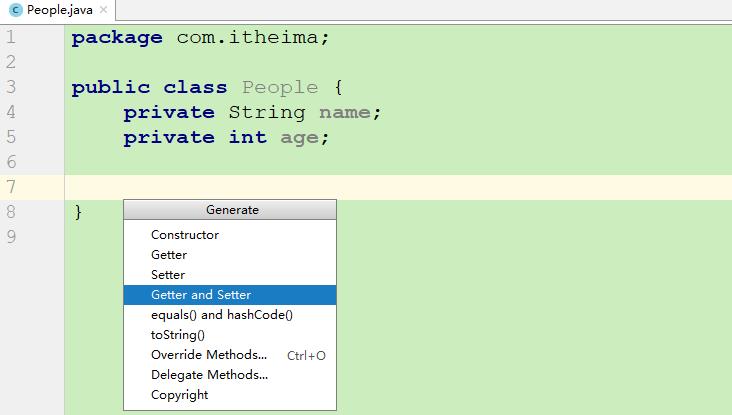 C People.java ×
1 package com.itheima;
2
3 public class People {
4 private String name;
5 private int age;
6
7
8 }
9
Generate
Constructor
Getter
Setter
Getter and Setter
equals() and hashCode()
toString()
Override Methods... Ctrl+O
Delegate Methods...
Copyright